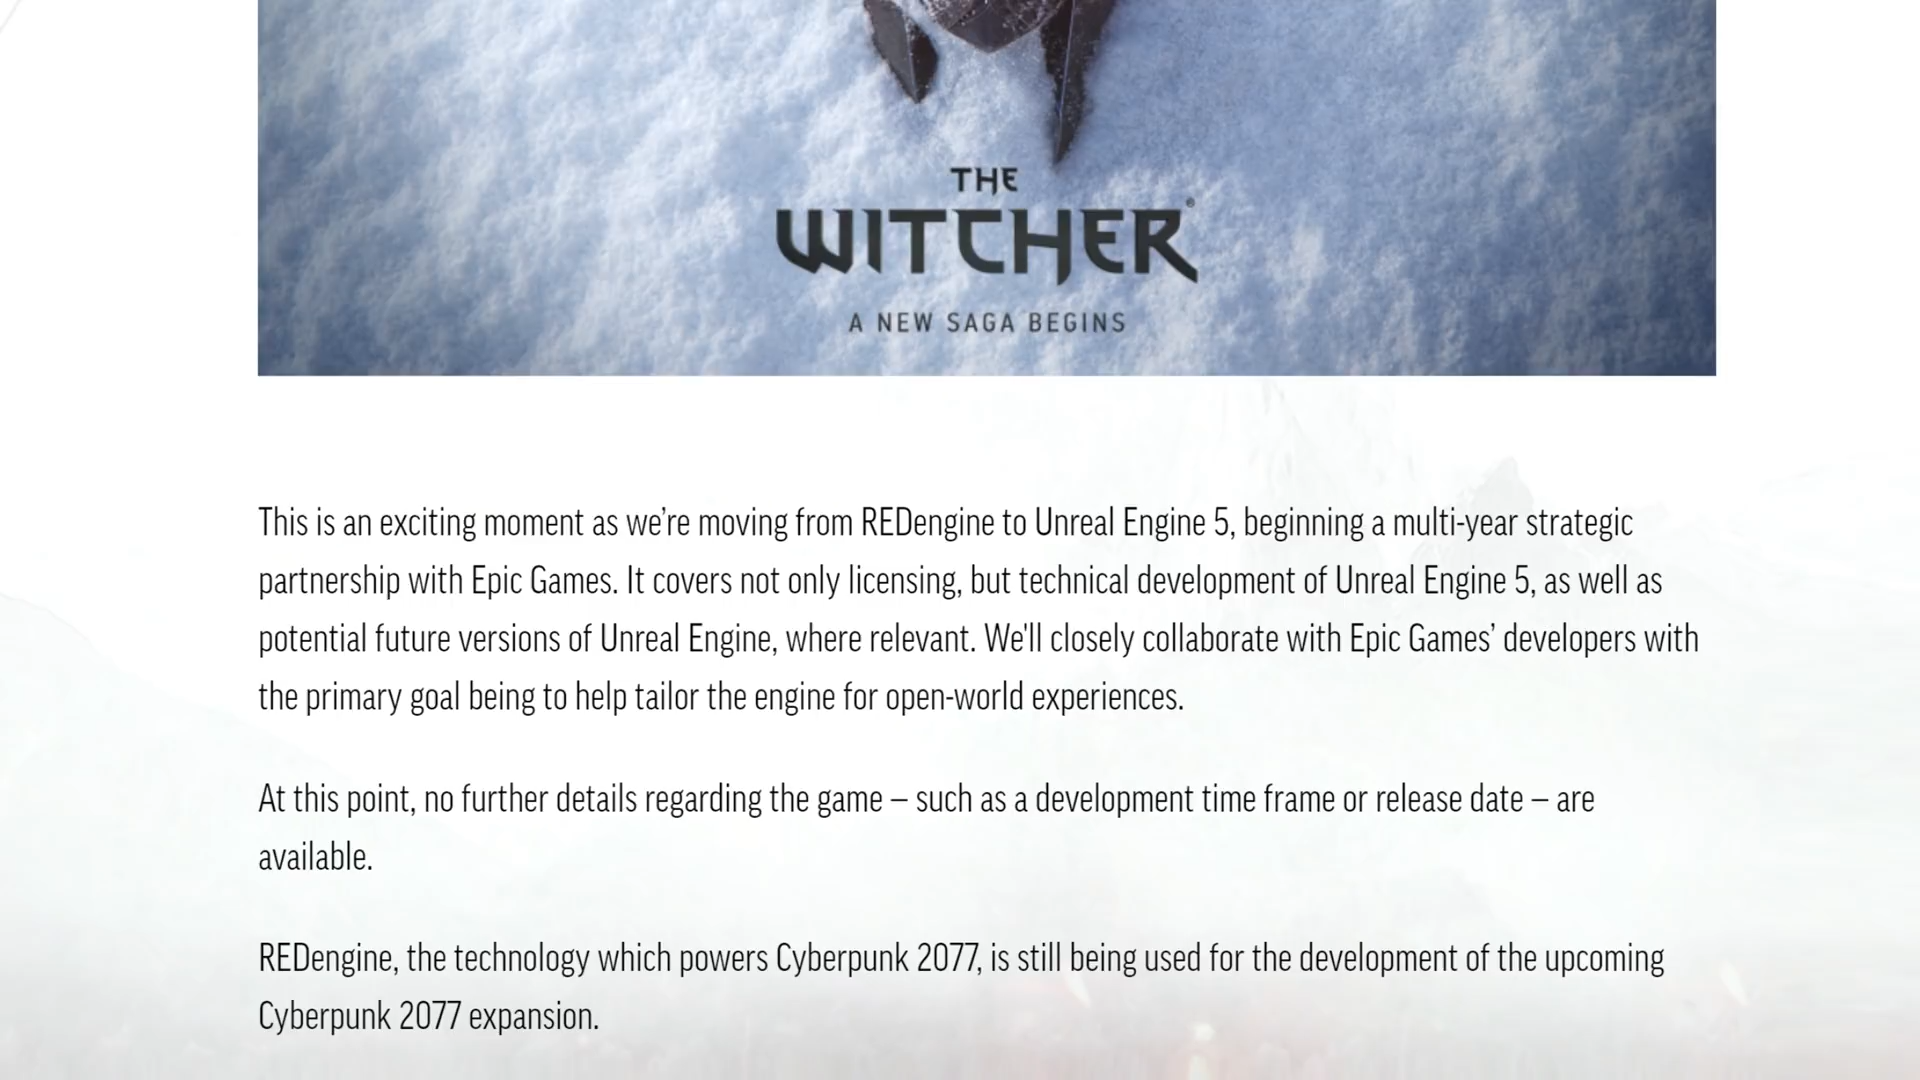 THE
WITCHER®
A NEW SAGA BEGINS
This is an exciting moment as we’re moving from REDengine to Unreal Engine 5, beginning a multi-year strategic
partnership with Epic Games. It covers not only licensing, but technical development of Unreal Engine 5, as well as
potential future versions of Unreal Engine, where relevant. We'll closely collaborate with Epic Games’ developers with
the primary goal being to help tailor the engine for open-world experiences.
At this point, no further details regarding the game – such as a development time frame or release date – are
available.
REDengine, the technology which powers Cyberpunk 2077, is still being used for the development of the upcoming
Cyberpunk 2077 expansion.